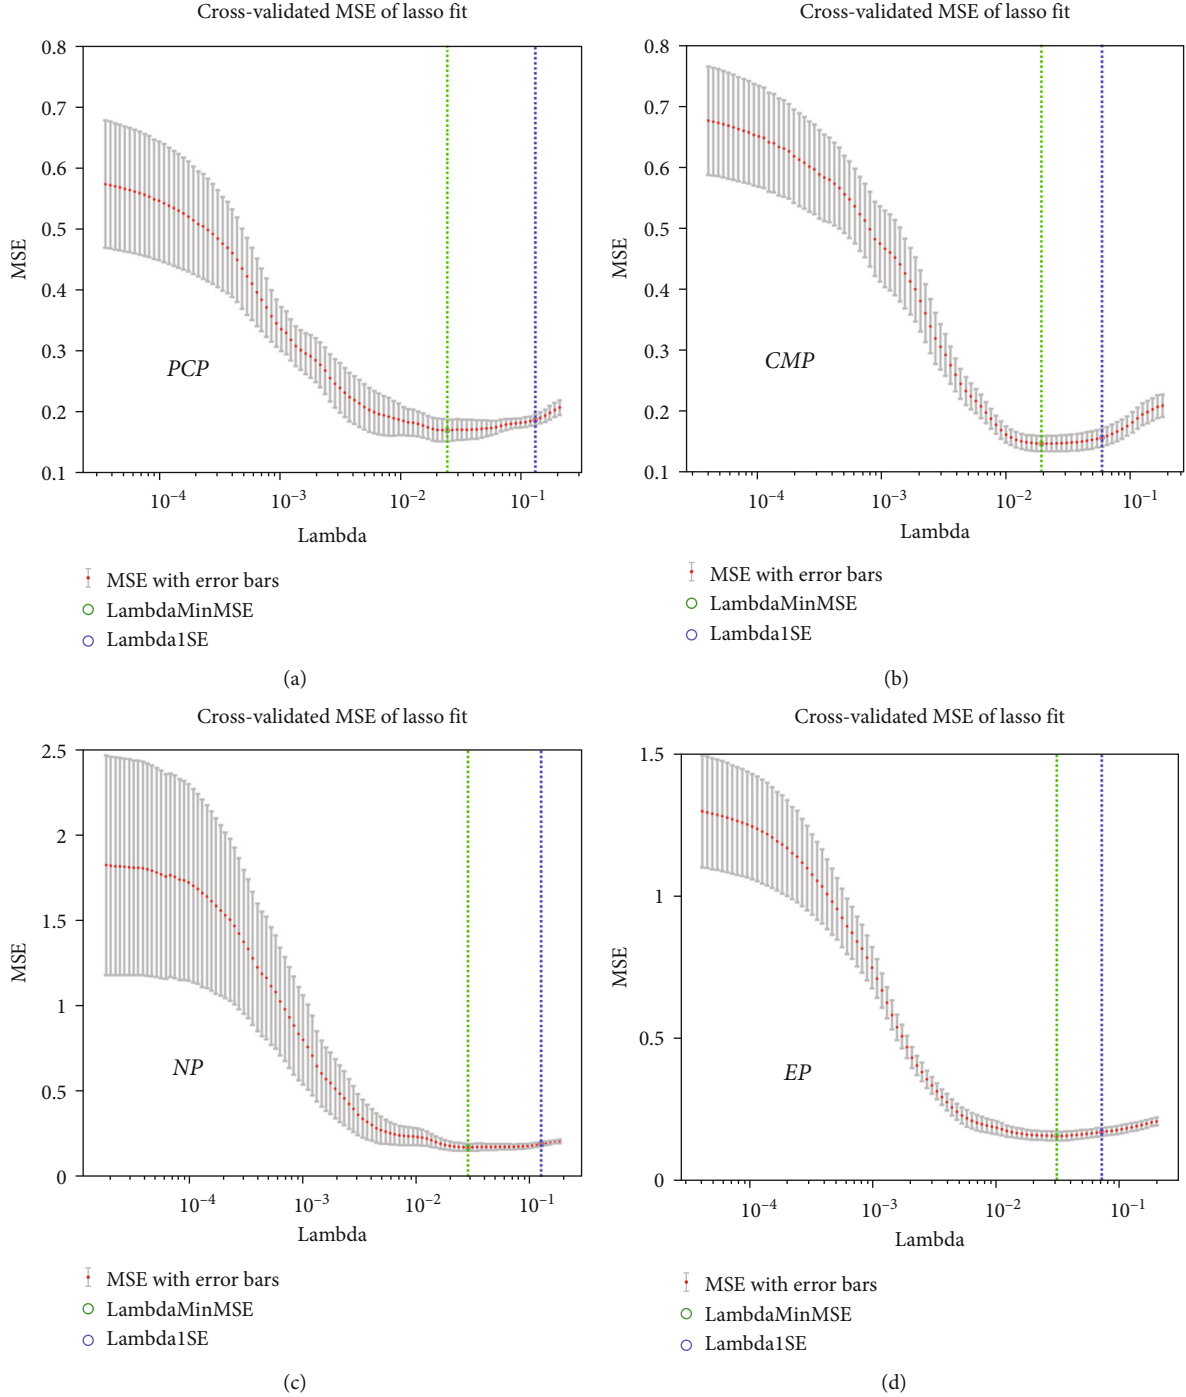 Cross-validated MSE of lasso fit
0.8
0.7
0.6
0.5
0.4
0.3
0.2
0.1
MSE
PCP
10⁻⁴ 10⁻³ 10⁻² 10⁻¹
Lambda
MSE with error bars
LambdaMinMSE
Lambda1SE
(a)
Cross-validated MSE of lasso fit
0.8
0.7
0.6
0.5
0.4
0.3
0.2
0.1
MSE
CMP
10⁻⁴ 10⁻³ 10⁻² 10⁻¹
Lambda
MSE with error bars
LambdaMinMSE
Lambda1SE
(b)
Cross-validated MSE of lasso fit
2.5
2
1.5
1
0.5
0
MSE
NP
10⁻⁴ 10⁻³ 10⁻² 10⁻¹
Lambda
MSE with error bars
LambdaMinMSE
Lambda1SE
(c)
Cross-validated MSE of lasso fit
1.5
1
0.5
0
MSE
EP
10⁻⁴ 10⁻³ 10⁻² 10⁻¹
Lambda
MSE with error bars
LambdaMinMSE
Lambda1SE
(d)